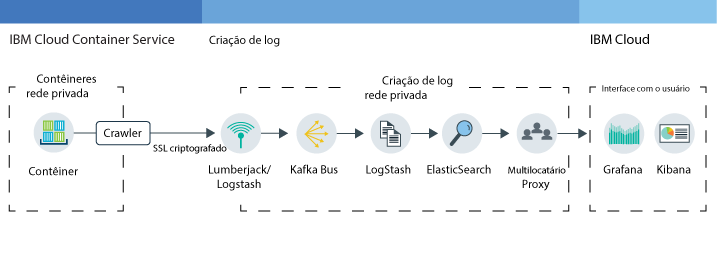 IBM Cloud Container Service
Criação de log
IBM Cloud
Contêineres
rede privada
Criação de log
rede privada
Interface com o usuário
Crawler
SSL criptografado
Contêiner
Lumberjack/
Logstash
Kafka Bus
LogStash
ElasticSearch
Multilocatário
Proxy
Grafana
Kibana